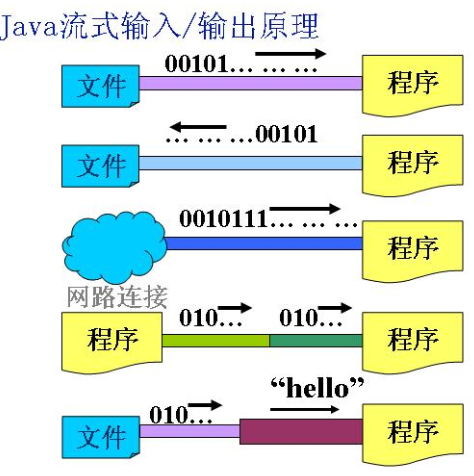 Java流式输入/输出原理
00101… … …
文件 程序
… … …00101
文件 程序
0010111… … …
程序
网路连接
010… 010…
程序 程序
“hello”
010…
文件 程序